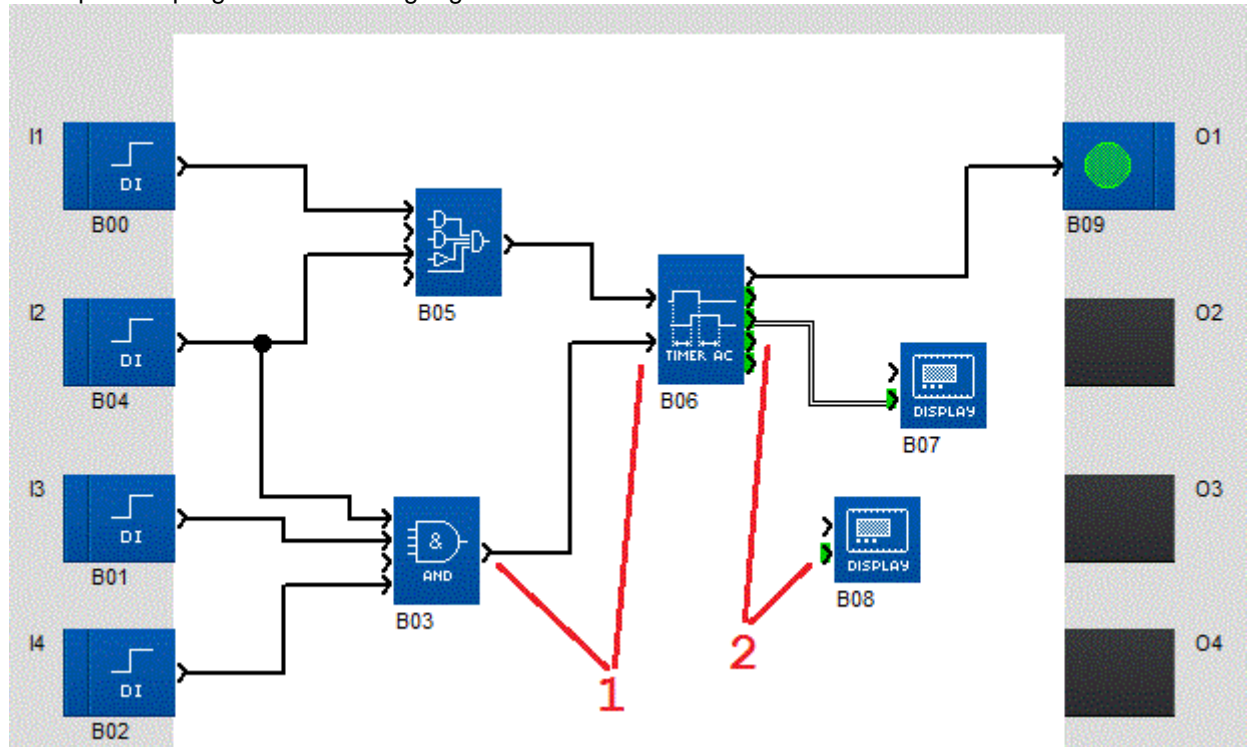 I1
DI
B00
O1
B09
B05
I2
DI
B04
TIMER AC
B06
O2
DISPLAY
B07
I3
DI
B01
&
AND
B03
DISPLAY
B08
O3
I4
DI
B02
1
2
O4